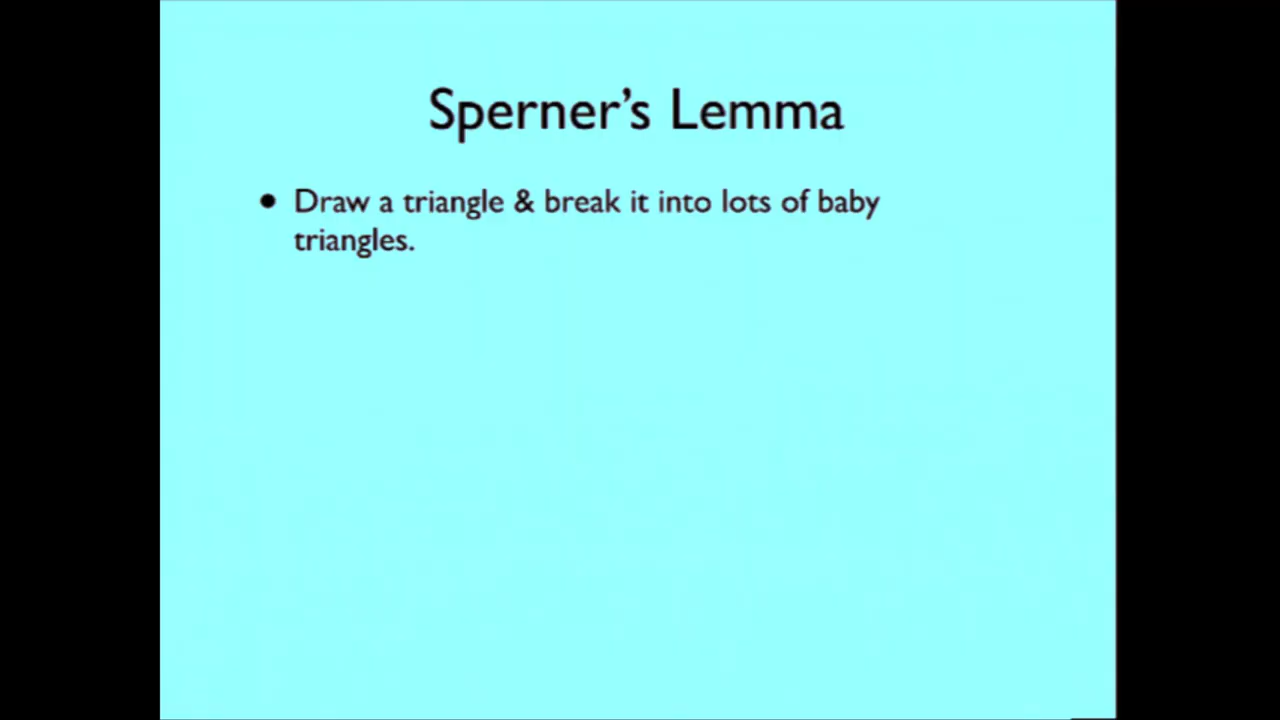 Sperner’s Lemma
• Draw a triangle & break it into lots of baby
triangles.